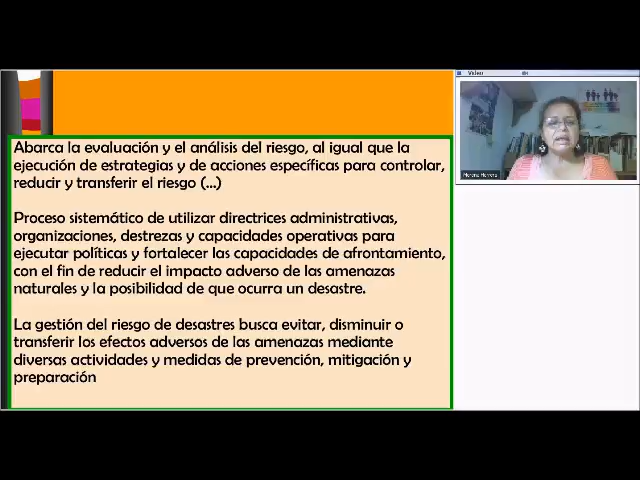 Abarca la evaluación y el análisis del riesgo, al igual que la
ejecución de estrategias y de acciones específicas para controlar,
reducir y transferir el riesgo (...)
Proceso sistemático de utilizar directrices administrativas,
organizaciones, destrezas y capacidades operativas para
ejecutar políticas y fortalecer las capacidades de afrontamiento,
con el fin de reducir el impacto adverso de las amenazas
naturales y la posibilidad de que ocurra un desastre.
La gestión del riesgo de desastres busca evitar, disminuir o
transferir los efectos adversos de las amenazas mediante
diversas actividades y medidas de prevención, mitigación y
preparación
Video
Morena Herrera